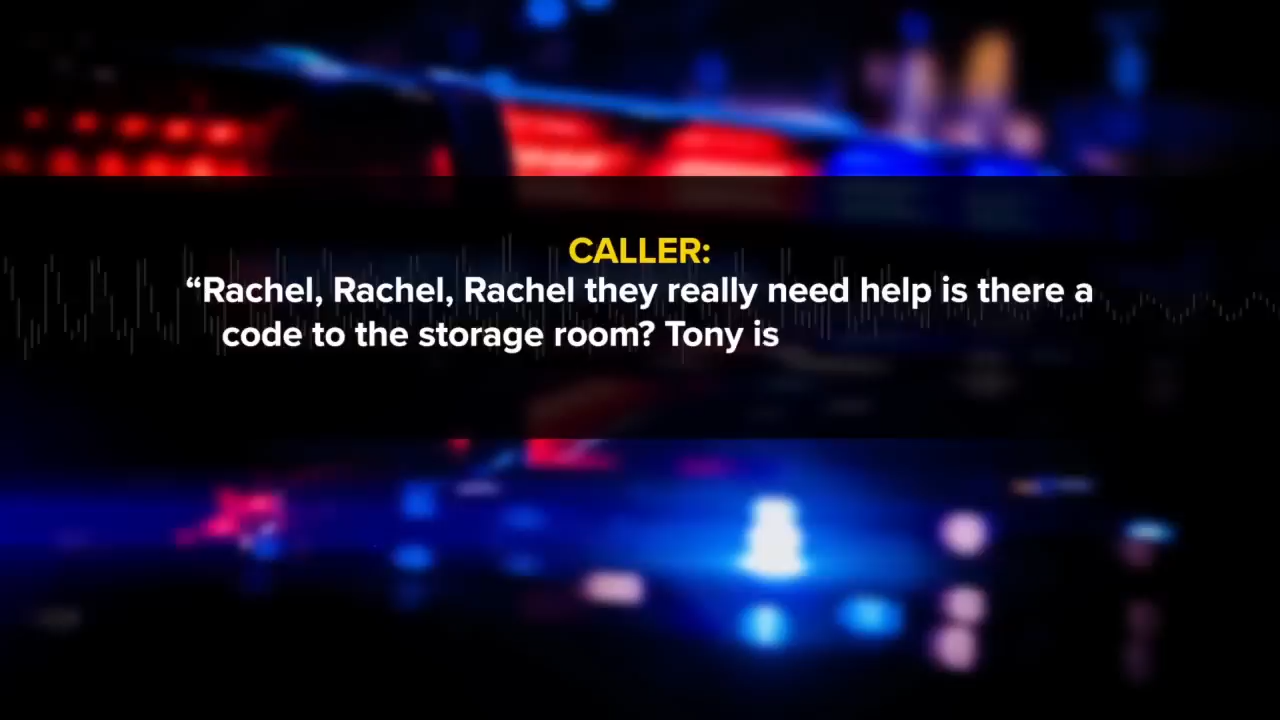 CALLER:
“Rachel, Rachel, Rachel they really need help is there a
code to the storage room? Tony is